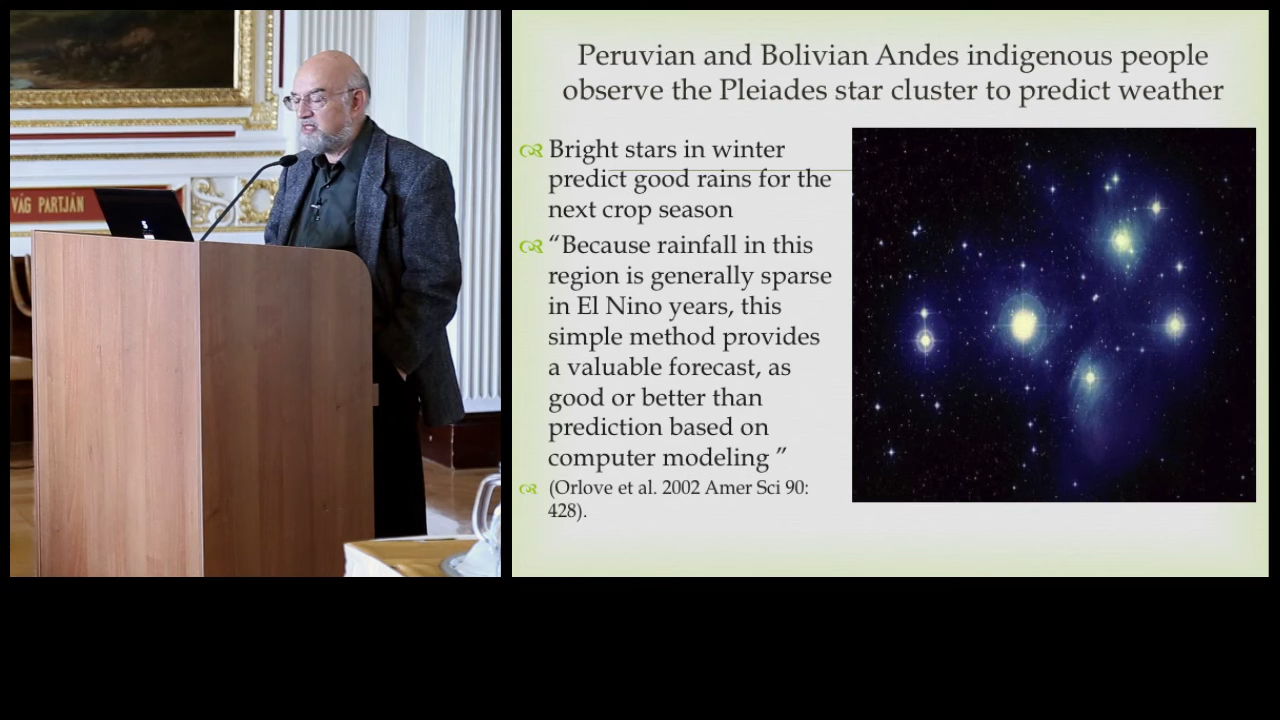 VÁG PARTJÁN
Peruvian and Bolivian Andes indigenous people
observe the Pleiades star cluster to predict weather
Bright stars in winter
predict good rains for the
next crop season
“Because rainfall in this
region is generally sparse
in El Nino years, this
simple method provides
a valuable forecast, as
good or better than
prediction based on
computer modeling ”
(Orlove et al. 2002 Amer Sci 90:
428).